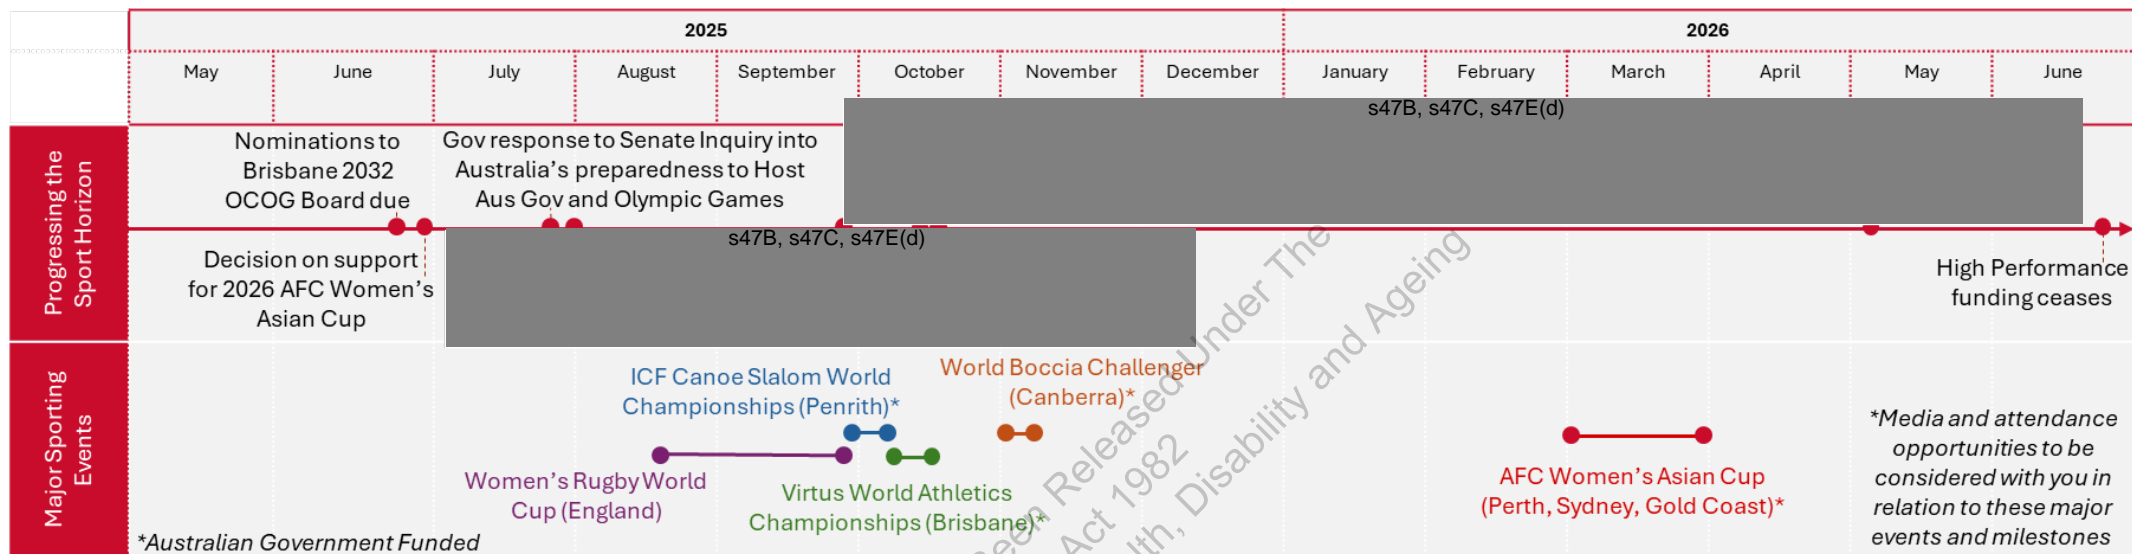 2025
2026
May
June
July
August
September
October
November
December
January
February
March
April
May
June
s47B, s47C, s47E(d)
Progressing the
Sport Horizon
Nominations to
Brisbane 2032
OCOG Board due
Gov response to Senate Inquiry into
Australia's preparedness to Host
Aus Gov and Olympic Games
s47B, s47C, s47E(d)
Decision on support
for 2026 AFC Women's
Asian Cup
High Performance
funding ceases
Major Sporting
Events
ICF Canoe Slalom World
Championships (Penrith)*
World Boccia Challenger
(Canberra)*
Women's Rugby World
Cup (England)
Virtus World Athletics
Championships (Brisbane)*
AFC Women's Asian Cup
(Perth, Sydney, Gold Coast)*
*Media and attendance
opportunities to be
considered with you in
relation to these major
events and milestones
*Australian Government Funded
Released Under The
Act 1982
Disability and Ageing